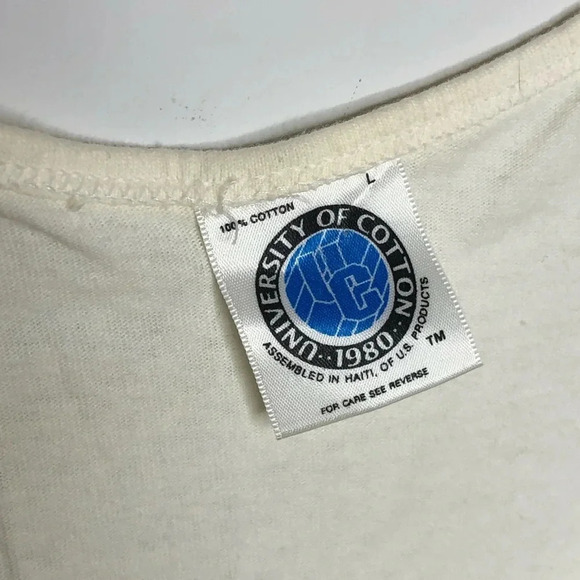 L
100% COTTON
UNIVERSITY OF COTTON
UC
··1980··
ASSEMBLED IN HAITI, OF U.S. PRODUCTS
TM
FOR CARE SEE REVERSE